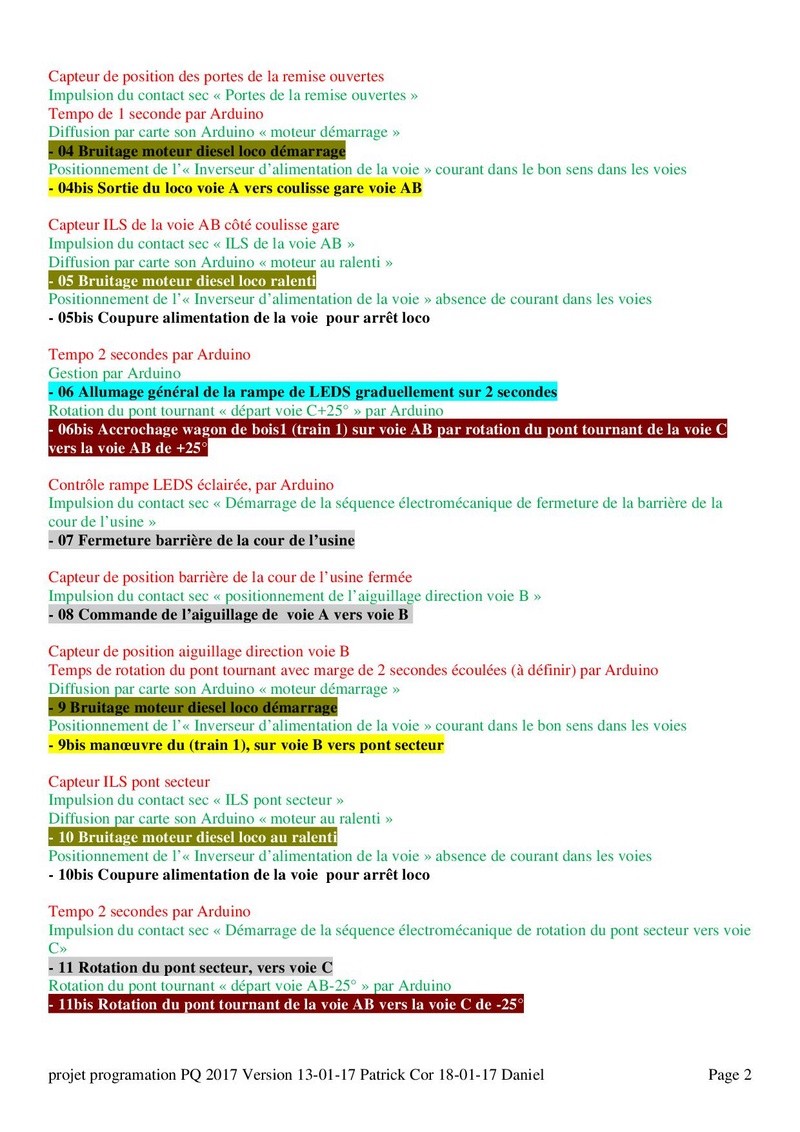 Capteur de position des portes de la remise ouvertes
Impulsion du contact sec « Portes de la remise ouvertes »
Tempo de 1 seconde par Arduino
Diffusion par carte son Arduino « moteur démarrage »
- 04 Bruitage moteur diesel loco démarrage
Positionnement de l’« Inverseur d’alimentation de la voie » courant dans le bon sens dans les voies
- 04bis Sortie du loco voie A vers coulisse gare voie AB
Capteur ILS de la voie AB côté coulisse gare
Impulsion du contact sec « ILS de la voie AB »
Diffusion par carte son Arduino « moteur au ralenti »
- 05 Bruitage moteur diesel loco ralenti
Positionnement de l’« Inverseur d’alimentation de la voie » absence de courant dans les voies
- 05bis Coupure alimentation de la voie pour arrêt loco
Tempo 2 secondes par Arduino
Gestion par Arduino
- 06 Allumage général de la rampe de LEDS graduellement sur 2 secondes
Rotation du pont tournant « départ voie C+25° » par Arduino
- 06bis Accrochage wagon de bois1 (train 1) sur voie AB par rotation du pont tournant de la voie C
vers la voie AB de +25°
Contrôle rampe LEDS éclairée, par Arduino
Impulsion du contact sec « Démarrage de la séquence électromécanique de fermeture de la barrière de la
cour de l’usine »
- 07 Fermeture barrière de la cour de l’usine
Capteur de position barrière de la cour de l’usine fermée
Impulsion du contact sec « positionnement de l’aiguillage direction voie B »
- 08 Commande de l’aiguillage de voie A vers voie B
Capteur de position aiguillage direction voie B
Temps de rotation du pont tournant avec marge de 2 secondes écoulées (à définir) par Arduino
Diffusion par carte son Arduino « moteur démarrage »
- 9 Bruitage moteur diesel loco démarrage
Positionnement de l’« Inverseur d’alimentation de la voie » courant dans le bon sens dans les voies
- 9bis manœuvre du (train 1), sur voie B vers pont secteur
Capteur ILS pont secteur
Impulsion du contact sec « ILS pont secteur »
Diffusion par carte son Arduino « moteur au ralenti »
- 10 Bruitage moteur diesel loco au ralenti
Positionnement de l’« Inverseur d’alimentation de la voie » absence de courant dans les voies
- 10bis Coupure alimentation de la voie pour arrêt loco
Tempo 2 secondes par Arduino
Impulsion du contact sec « Démarrage de la séquence électromécanique de rotation du pont secteur vers voie
C»
- 11 Rotation du pont secteur, vers voie C
Rotation du pont tournant « départ voie AB-25° » par Arduino
- 11bis Rotation du pont tournant de la voie AB vers la voie C de -25°
projet programation PQ 2017 Version 13-01-17 Patrick Cor 18-01-17 Daniel Page 2